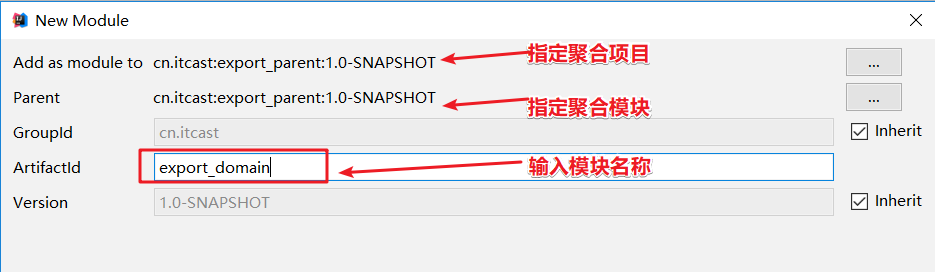 New Module
Add as module to cn.itcast:export_parent:1.0-SNAPSHOT 指定聚合项目 ...
Parent cn.itcast:export_parent:1.0-SNAPSHOT 指定聚合模块 ...
GroupId cn.itcast Inherit
ArtifactId export_domain 输入模块名称
Version 1.0-SNAPSHOT Inherit